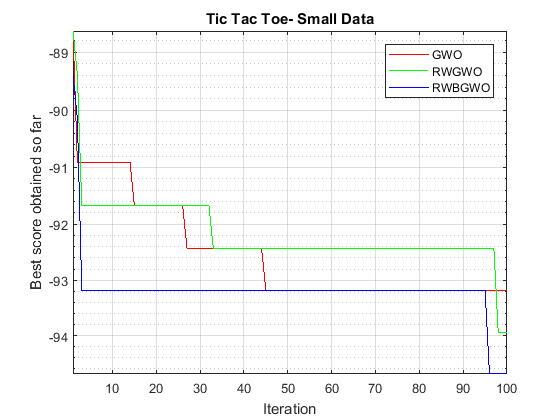 Tic Tac Toe- Small Data
GWO
RWGWO
RWBGWO
Best score obtained so far
-89
-90
-91
-92
-93
-94
10 20 30 40 50 60 70 80 90 100
Iteration